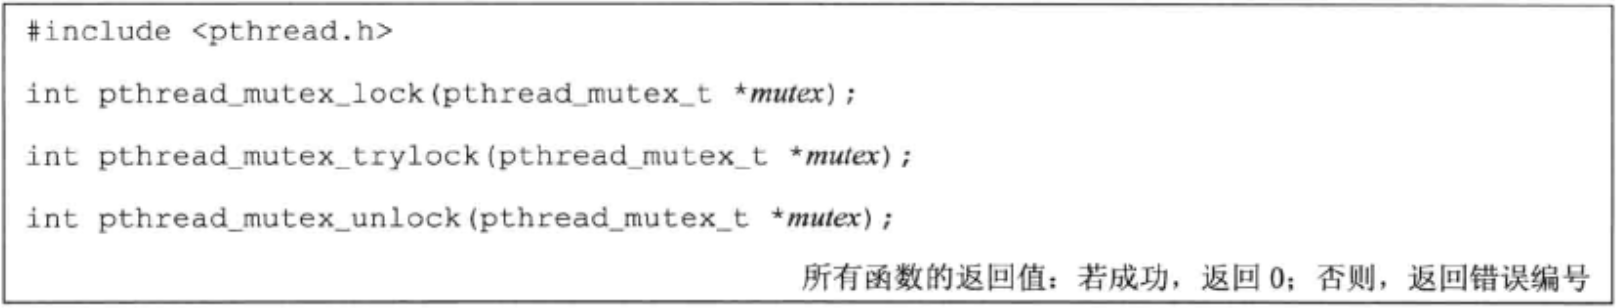 #include <pthread.h>
int pthread_mutex_lock(pthread_mutex_t *mutex);
int pthread_mutex_trylock(pthread_mutex_t *mutex);
int pthread_mutex_unlock(pthread_mutex_t *mutex);
所有函数的返回值：若成功，返回 0；否则，返回错误编号